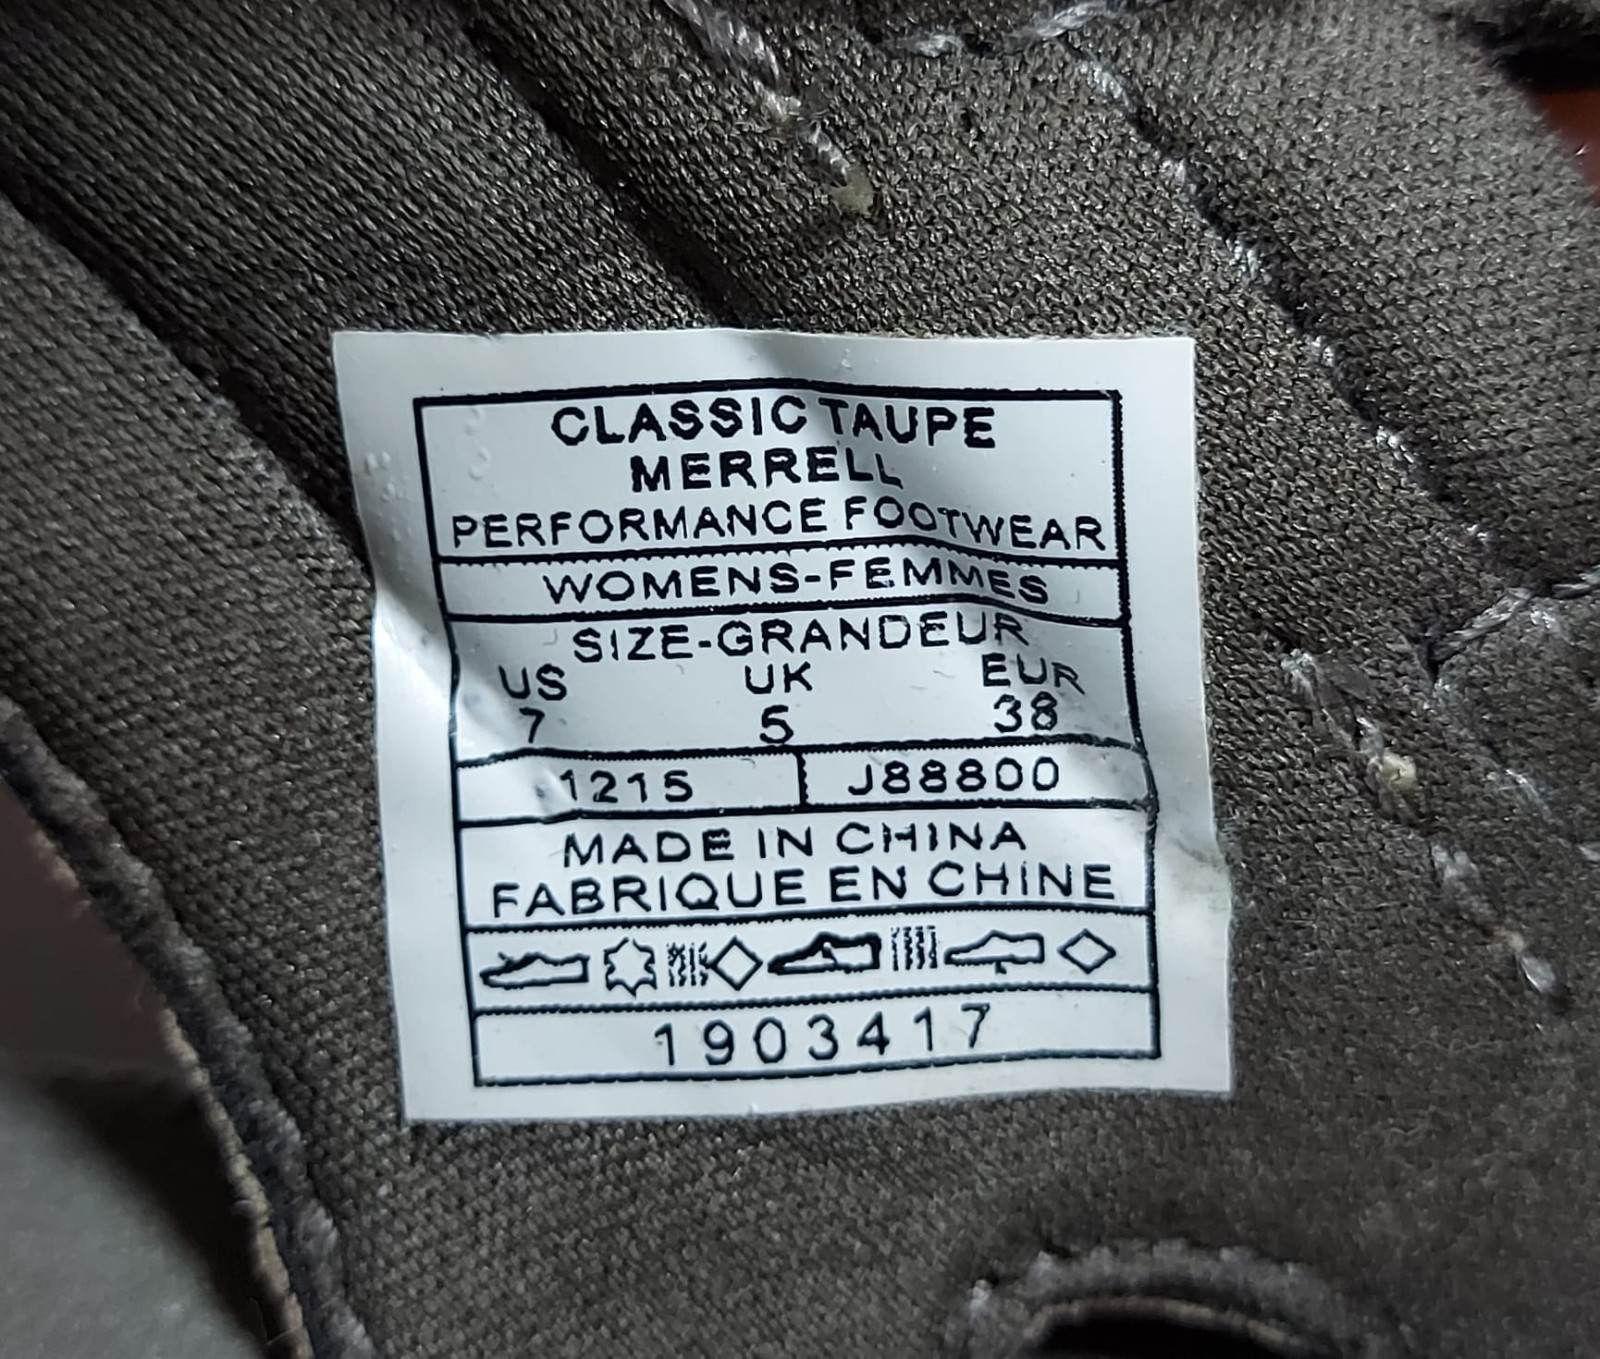 CLASSIC TAUPE
MERRELL
PERFORMANCE FOOTWEAR
WOMENS-FEMMES
SIZE-GRANDEUR
US UK EUR
7 5 38
1215 J88800
MADE IN CHINA
FABRIQUE EN CHINE
1903417